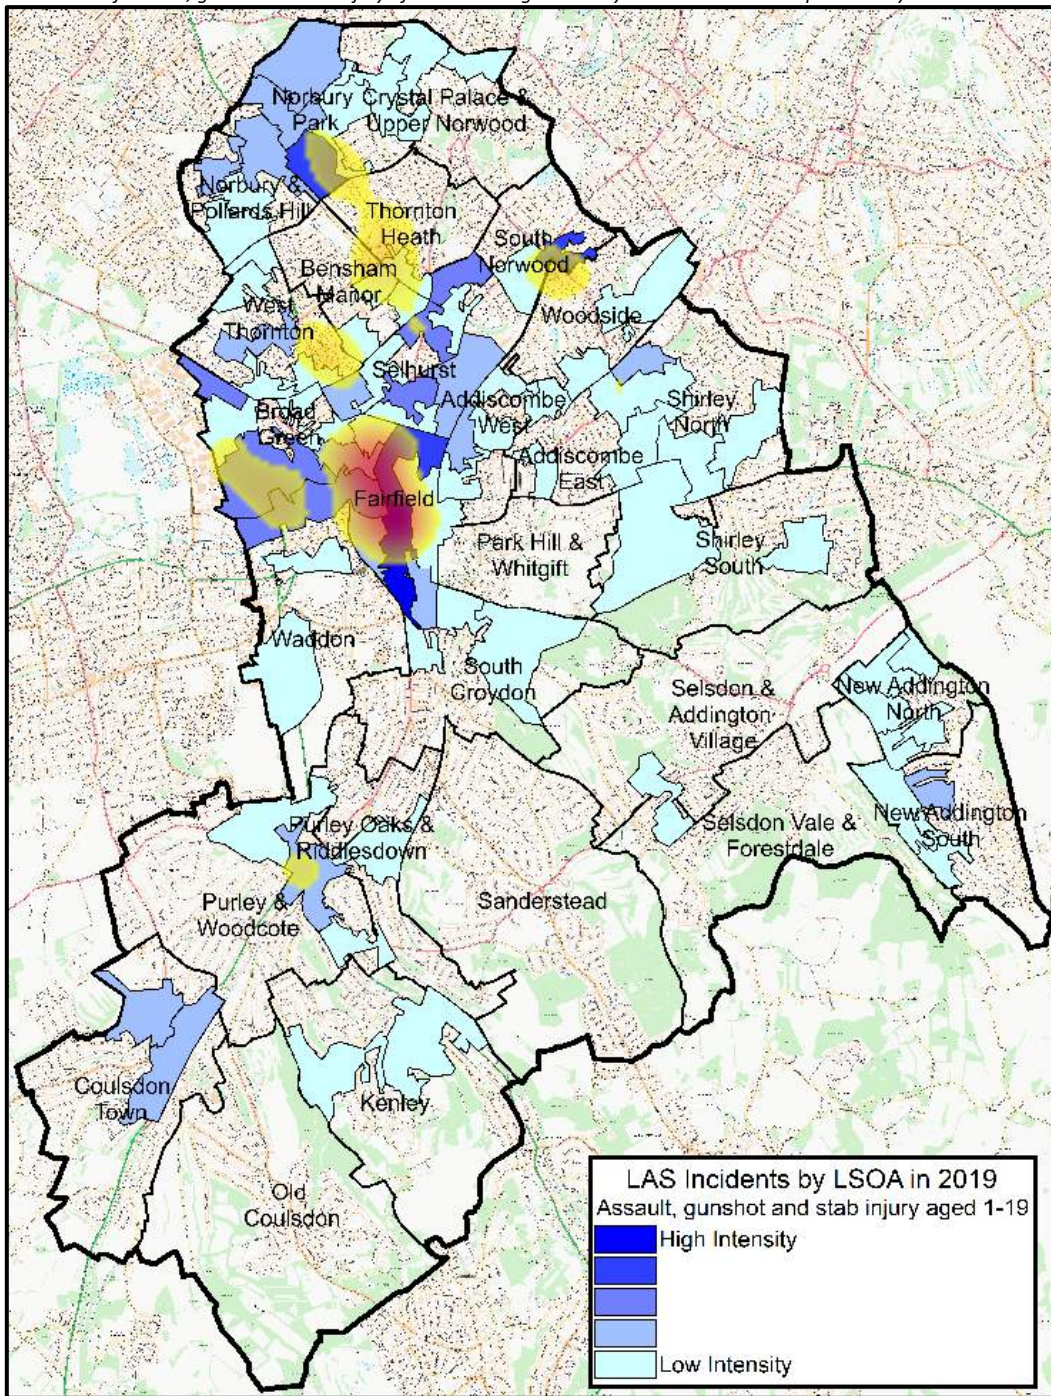 Norbury
Park
Crystal Palace &
Upper Norwood
Norbury &
Pollards Hill
Thornton
Heath
South
Norwood
Bensham
Manor
West
Thornton
Woodside
Selhurst
Addiscombe
West
Shirley
North
Broad
Green
Addiscombe
East
Fairfield
Park Hill &
Whitgift
Shirley
South
Waddon
South
Croydon
Selsdon &
Addington
Village
New Addington
North
Purley Oaks &
Riddlesdown
Selsdon Vale &
Forestdale
New Addington
South
Purley &
Woodcote
Sanderstead
Coulsdon
Town
Kenley
Old
Coulsdon
LAS Incidents by LSOA in 2019
Assault, gunshot and stab injury aged 1-19
High Intensity
Low Intensity